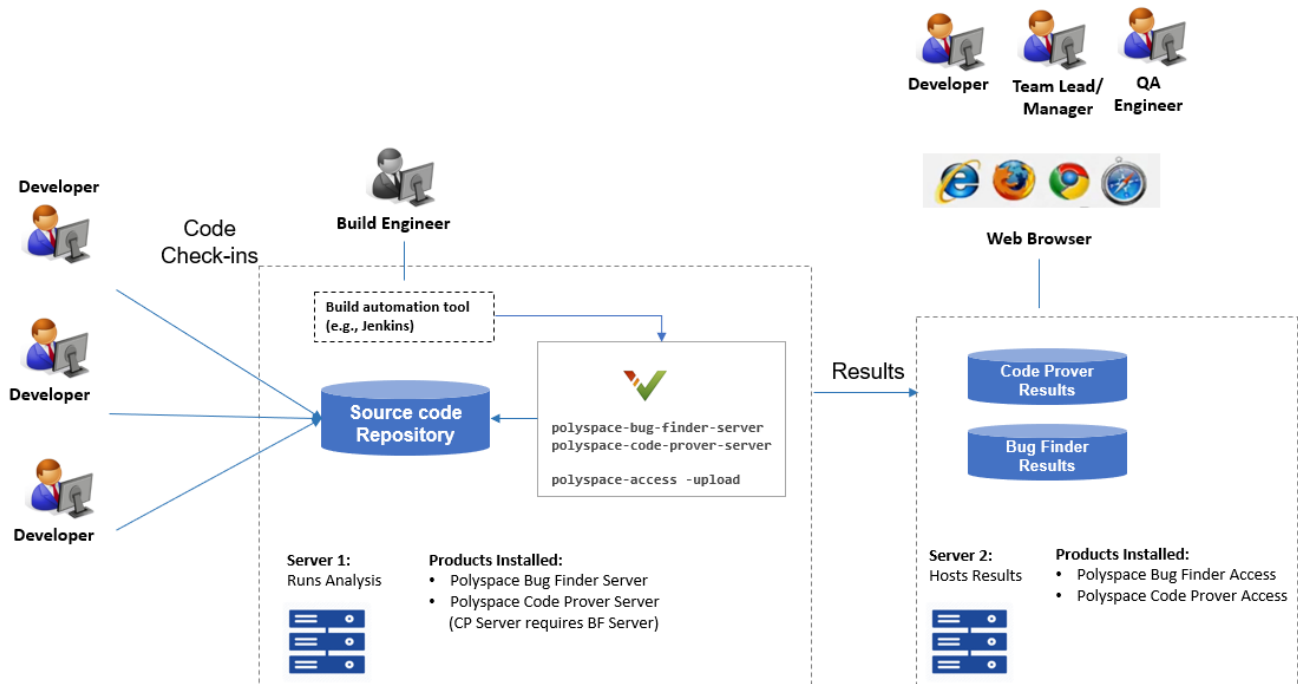 Developer
Team Lead/
Manager
QA
Engineer
Web Browser
Developer
Code
Check-ins
Developer
Developer
Build Engineer
Build automation tool
(e.g., Jenkins)
Source code
Repository
polyspace-bug-finder-server
polyspace-code-prover-server
polyspace-access -upload
Results
Code Prover
Results
Bug Finder
Results
Server 1:
Runs Analysis
Products Installed:
• Polyspace Bug Finder Server
• Polyspace Code Prover Server
(CP Server requires BF Server)
Server 2:
Hosts Results
Products Installed:
• Polyspace Bug Finder Access
• Polyspace Code Prover Access